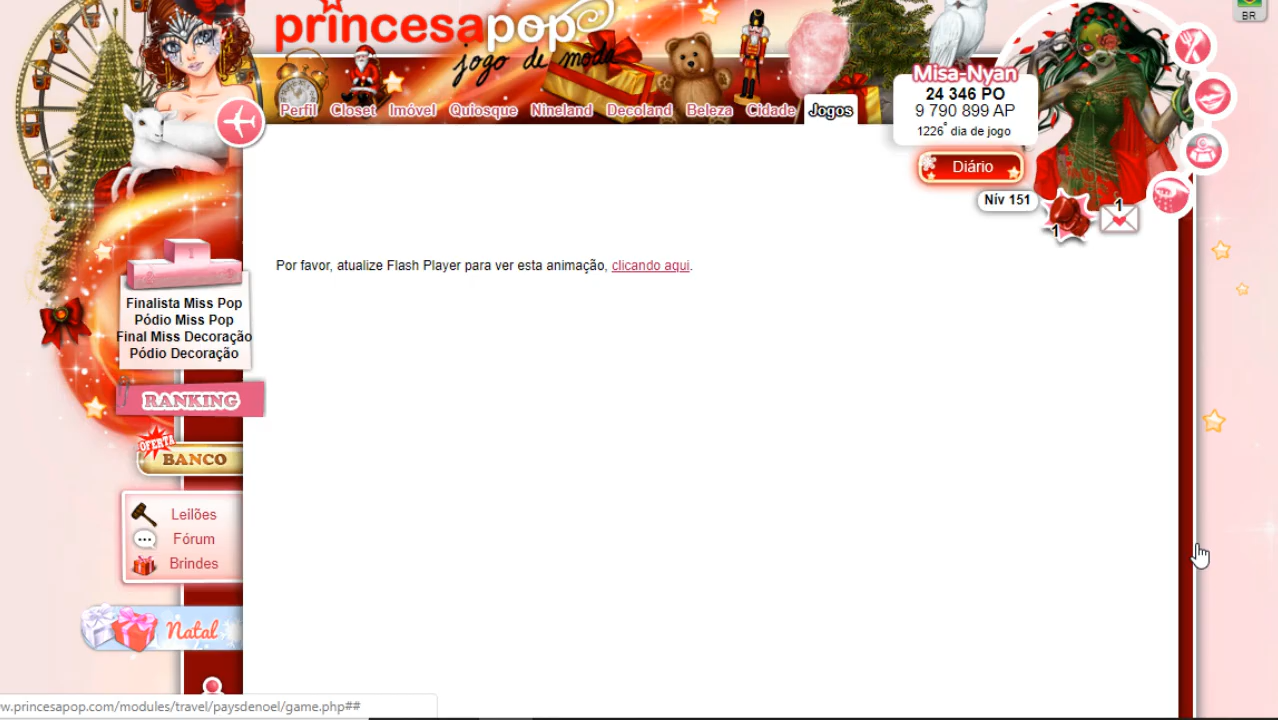 BR
princesapop
jogo de moda
Perfil Closet Imóvel Quiosque Nineland Decoland Beleza Cidade Jogos
Misa-Nyan
24 346 PO
9 790 899 AP
1226° dia de jogo
Diário
Nív 151
1
1
Por favor, atualize Flash Player para ver esta animação, clicando aqui.
1
Finalista Miss Pop
Pódio Miss Pop
Final Miss Decoração
Pódio Decoração
RANKING
OFERTA
BANCO
Leilões
Fórum
Brindes
Natal
w.princesapop.com/modules/travel/paysdenoel/game.php##